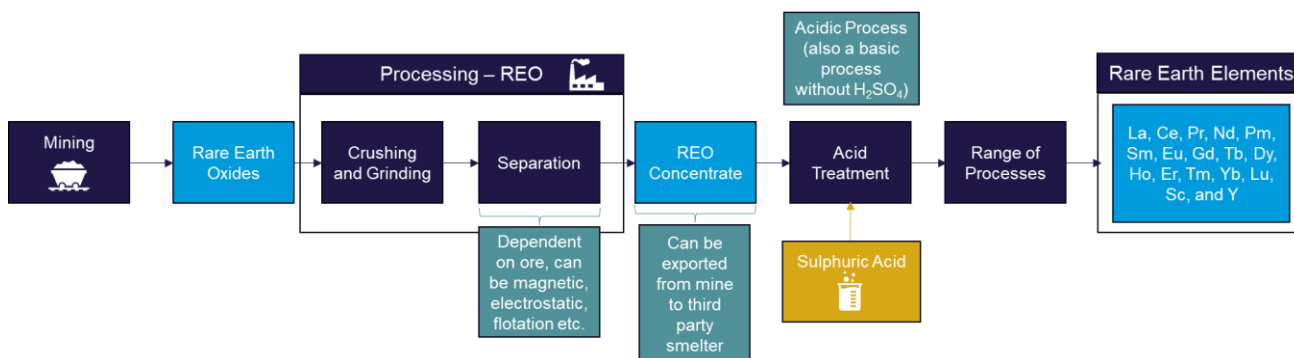 Acidic Process
(also a basic
process
without H₂SO₄)
Processing – REO
Rare Earth Elements
Mining
Rare Earth
Oxides
Crushing
and Grinding
Separation
REO
Concentrate
Acid
Treatment
Range of
Processes
La, Ce, Pr, Nd, Pm,
Sm, Eu, Gd, Tb, Dy,
Ho, Er, Tm, Yb, Lu,
Sc, and Y
Dependent
on ore, can
be magnetic,
electrostatic,
flotation etc.
Can be
exported
from mine
to third
party
smelter
Sulphuric Acid